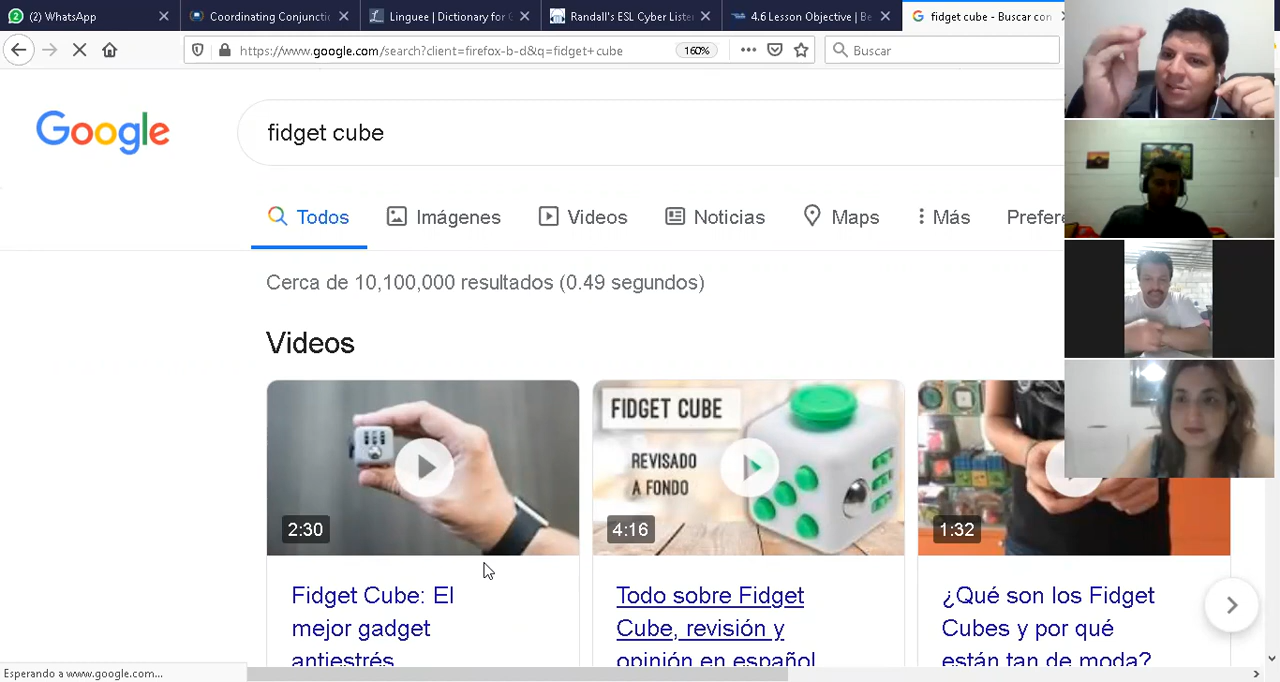 (2) WhatsApp
Coordinating Conjunctic
Linguee | Dictionary for G
Randall's ESL Cyber Liste
4.6 Lesson Objective | Be
fidget cube - Buscar con
https://www.google.com/search?client=firefox-b-d&q=fidget+cube
160%
Buscar
Google
fidget cube
Todos
Imágenes
Videos
Noticias
Maps
Más
Prefere
Cerca de 10,100,000 resultados (0.49 segundos)
Videos
2:30
FIDGET CUBE
REVISADO
A FONDO
4:16
1:32
Fidget Cube: El
mejor gadget
antiestrés
Todo sobre Fidget
Cube, revisión y
opinión en español
¿Qué son los Fidget
Cubes y por qué
están tan de moda?
Esperando a www.google.com...